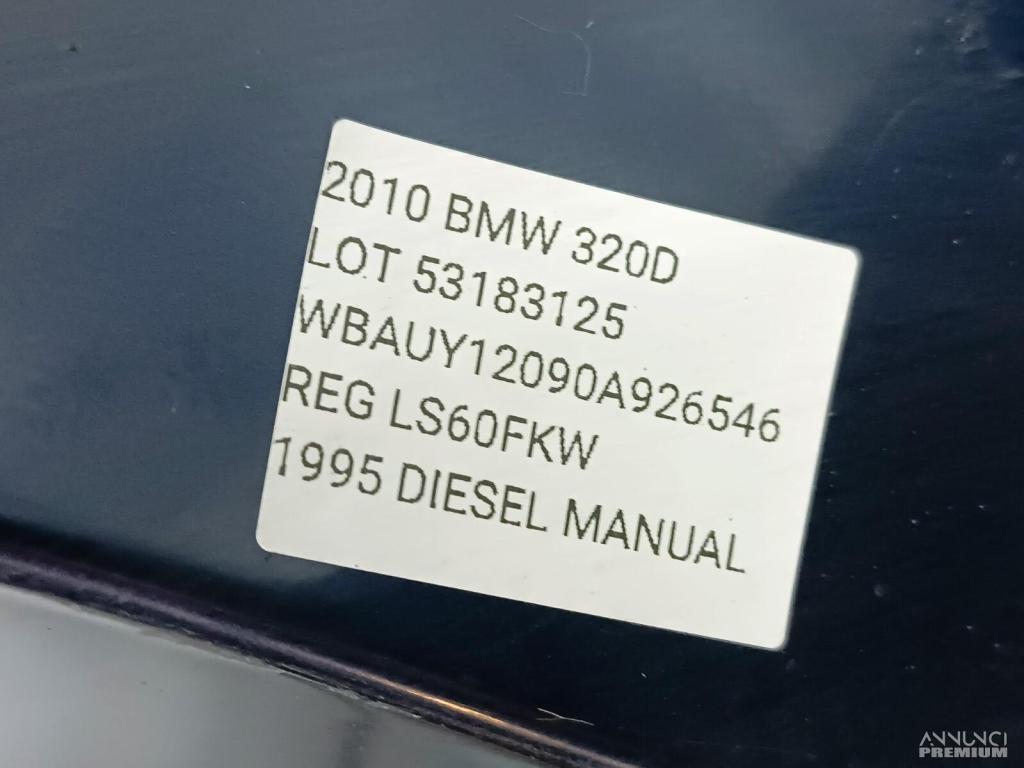 2010 BMW 320D
LOT 53183125
WBAUY12090A926546
REG LS60FKW
1995 DIESEL MANUAL
ANNUNCI
PREMIUM